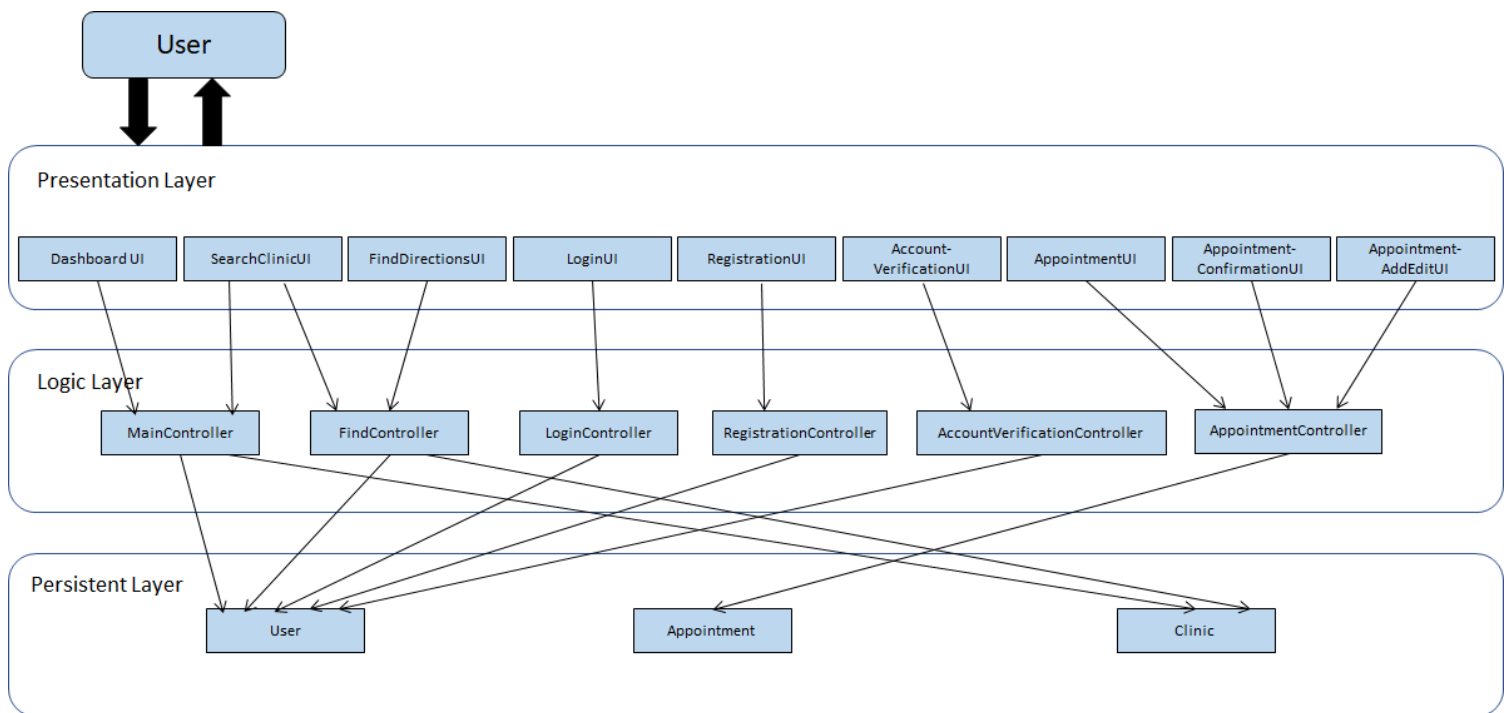 User
Presentation Layer
Dashboard UI
SearchClinicUI
FindDirectionsUI
LoginUI
RegistrationUI
Account-
VerificationUI
AppointmentUI
Appointment-
ConfirmationUI
Appointment-
AddEditUI
Logic Layer
MainController
FindController
LoginController
RegistrationController
AccountVerificationController
AppointmentController
Persistent Layer
User
Appointment
Clinic